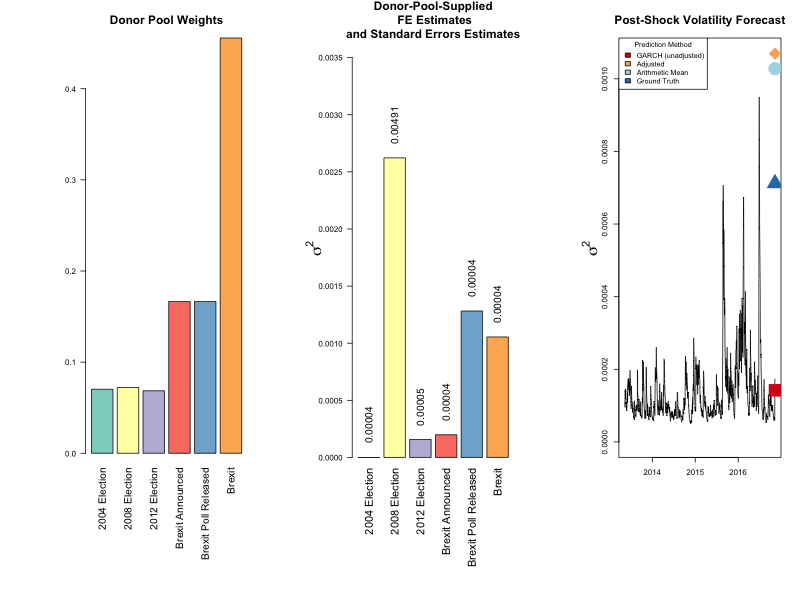 Donor Pool Weights
0.4
0.3
0.2
0.1
0.0
2004 Election
2008 Election
2012 Election
Brexit Announced
Brexit Poll Released
Brexit
Donor-Pool-Supplied
FE Estimates
and Standard Errors Estimates
σ²
0.0035
0.0030
0.0025
0.0020
0.0015
0.0010
0.0005
0.0000
0.00004
0.00491
0.00005
0.00004
0.00004
0.00004
2004 Election
2008 Election
2012 Election
Brexit Announced
Brexit Poll Released
Brexit
Post-Shock Volatility Forecast
Prediction Method
GARCH (unadjusted)
Adjusted
Arithmetic Mean
Ground Truth
σ²
0.0010
0.0008
0.0006
0.0004
0.0002
0.0000
2014
2015
2016